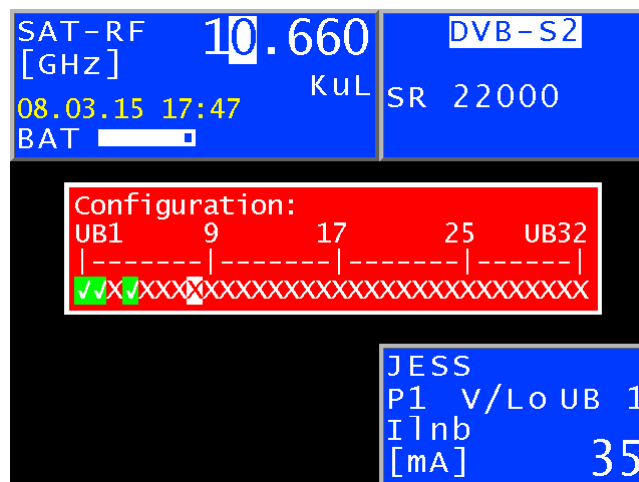 SAT-RF 10.660
[GHz]
KuL
08.03.15 17:47
BAT
DVB-S2
SR 22000
Configuration:
UB1 9 17 25 UB32
|-------|-------|-------|------|
✓✓X✓XXXXXXXXXXXXXXXXXXXXXXXXXXXX
JESS
P1 V/Lo UB 1
Ilnb
[mA] 35